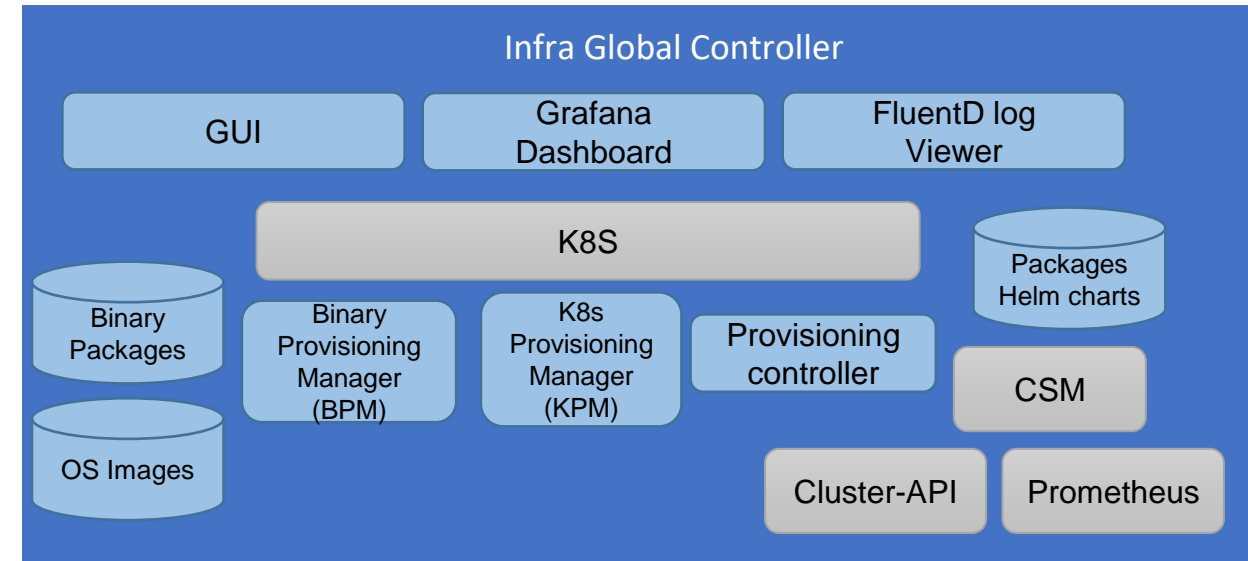 Infra Global Controller
GUI
Grafana
Dashboard
FluentD log
Viewer
K8S
Packages
Helm charts
Binary
Packages
Binary
Provisioning
Manager
(BPM)
K8s
Provisioning
Manager
(KPM)
Provisioning
controller
CSM
OS Images
Cluster-API
Prometheus